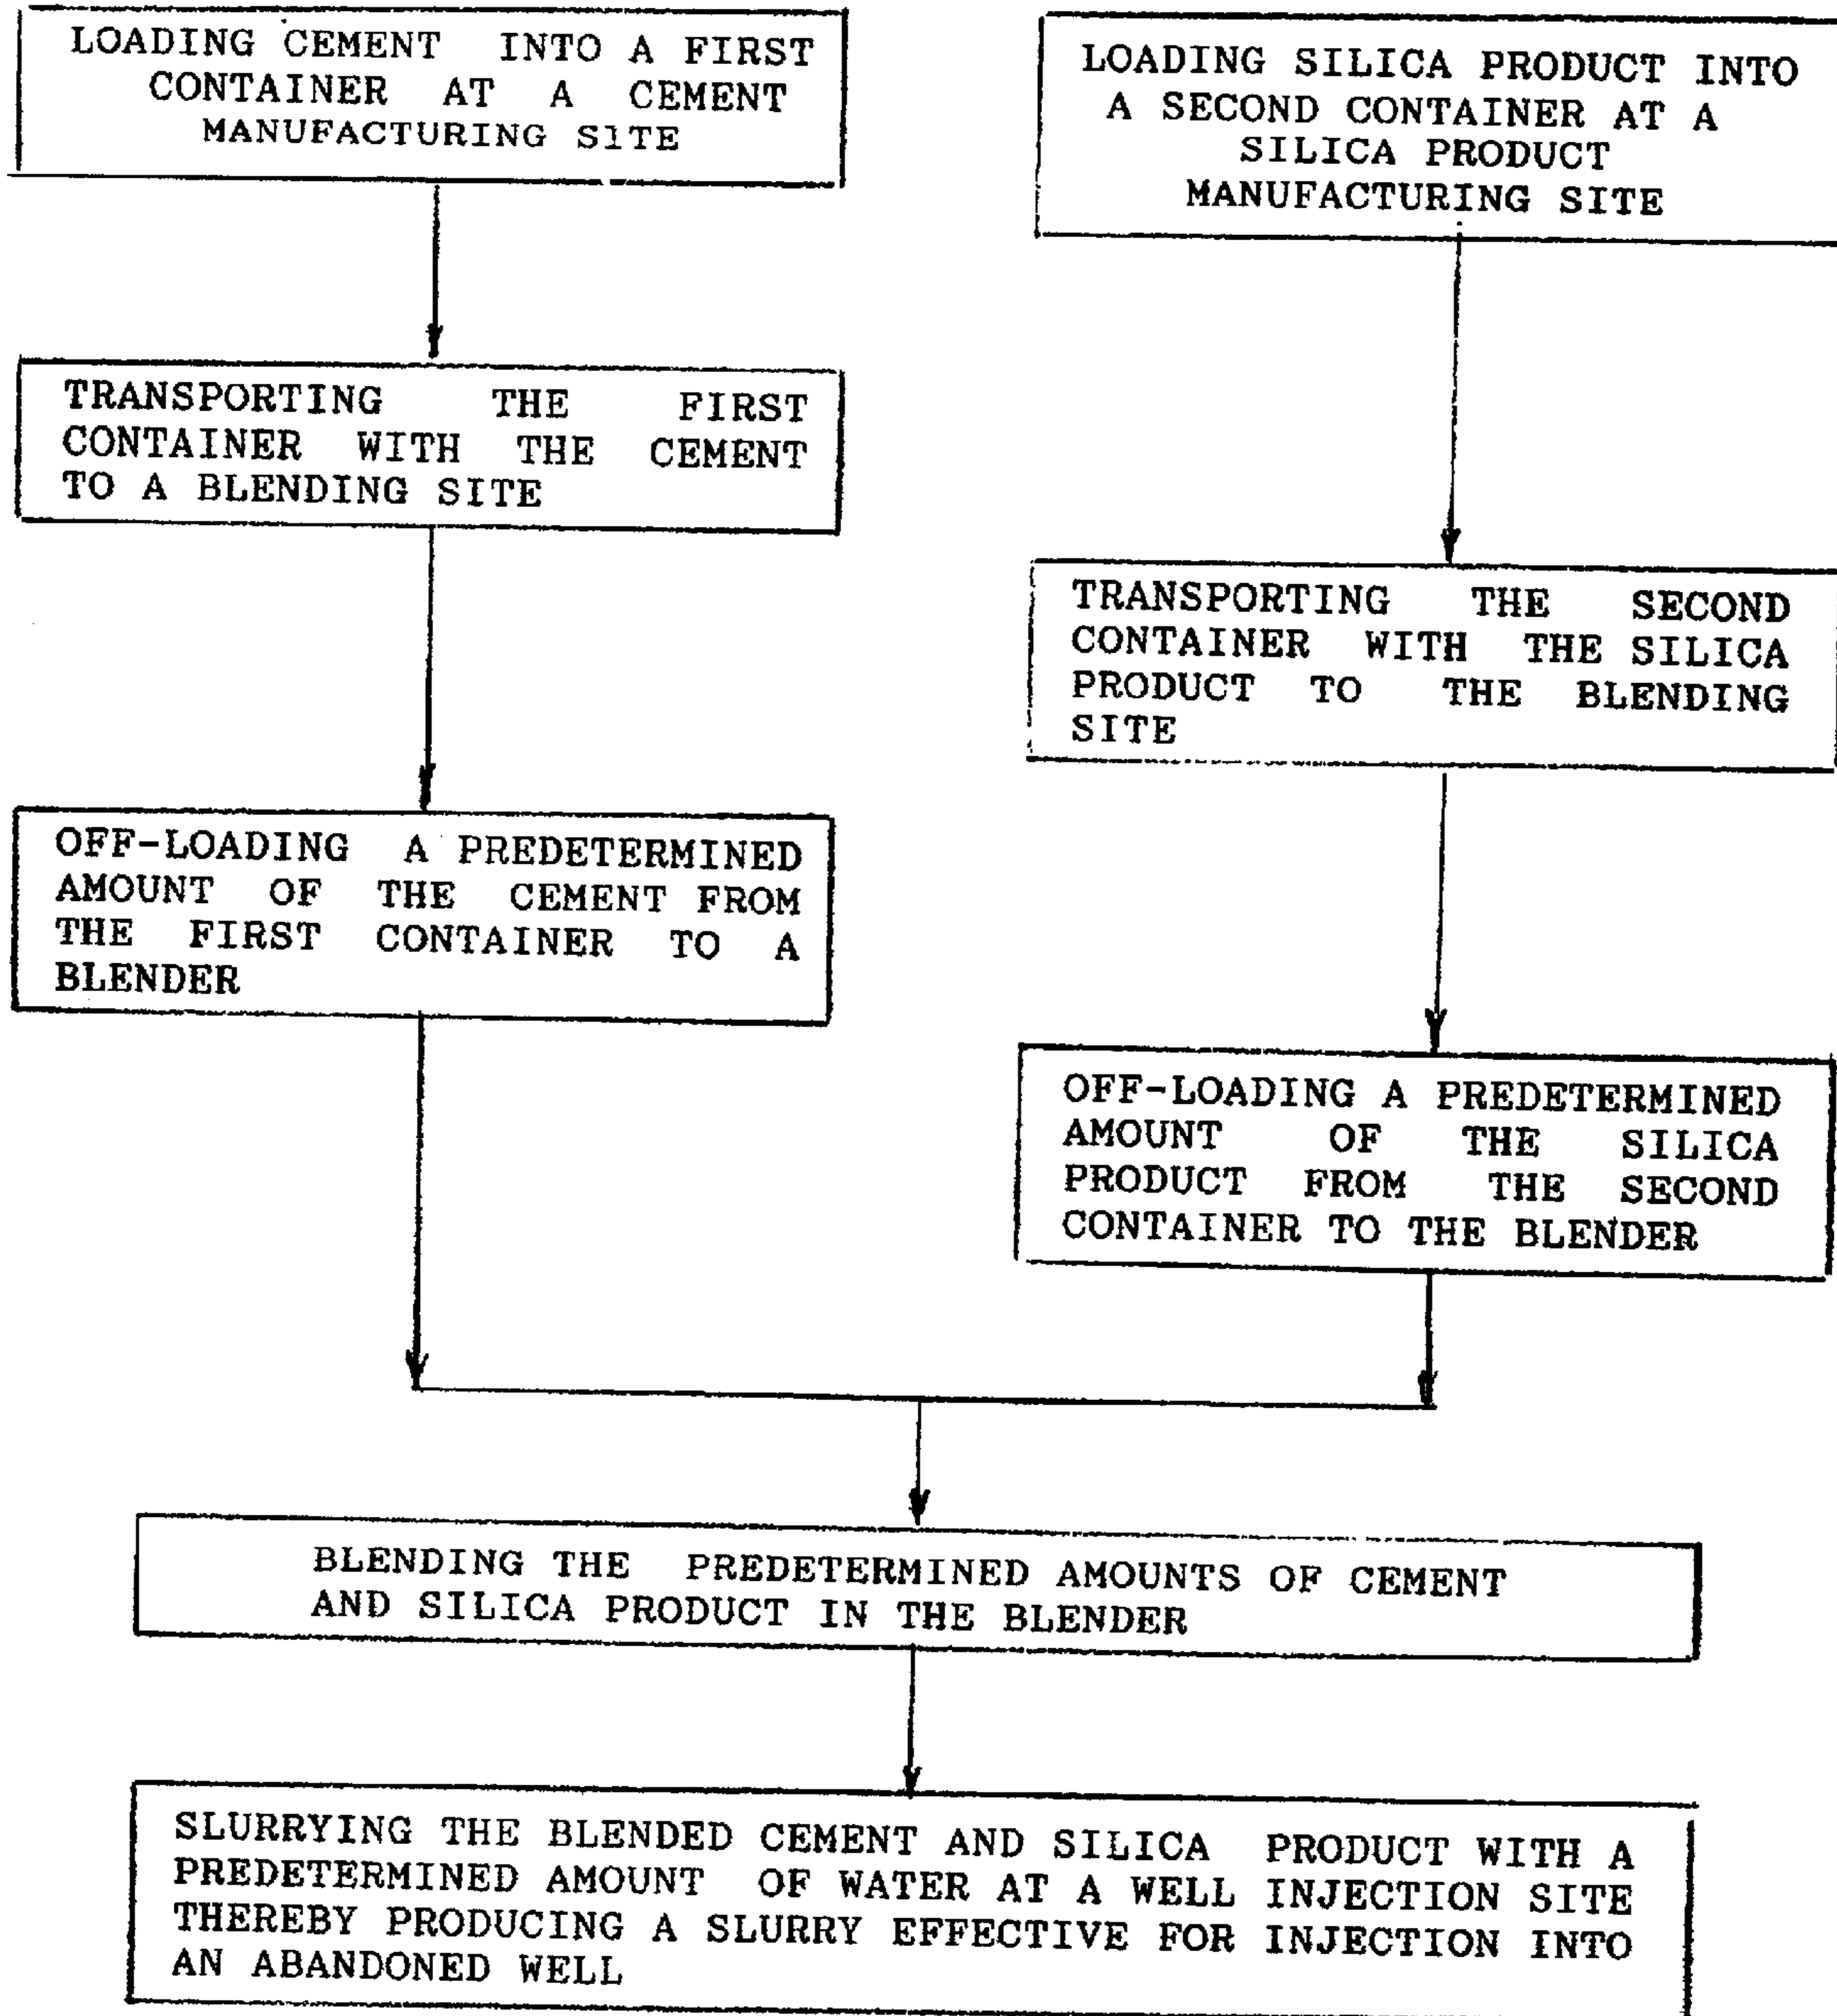 LOADING CEMENT INTO A FIRST
CONTAINER AT A CEMENT
MANUFACTURING SITE
LOADING SILICA PRODUCT INTO
A SECOND CONTAINER AT A
SILICA PRODUCT
MANUFACTURING SITE
TRANSPORTING THE FIRST
CONTAINER WITH THE CEMENT
TO A BLENDING SITE
TRANSPORTING THE SECOND
CONTAINER WITH THE SILICA
PRODUCT TO THE BLENDING
SITE
OFF-LOADING A PREDETERMINED
AMOUNT OF THE CEMENT FROM
THE FIRST CONTAINER TO A
BLENDER
OFF-LOADING A PREDETERMINED
AMOUNT OF THE SILICA
PRODUCT FROM THE SECOND
CONTAINER TO THE BLENDER
BLENDING THE PREDETERMINED AMOUNTS OF CEMENT
AND SILICA PRODUCT IN THE BLENDER
SLURRYING THE BLENDED CEMENT AND SILICA PRODUCT WITH A
PREDETERMINED AMOUNT OF WATER AT A WELL INJECTION SITE
THEREBY PRODUCING A SLURRY EFFECTIVE FOR INJECTION INTO
AN ABANDONED WELL